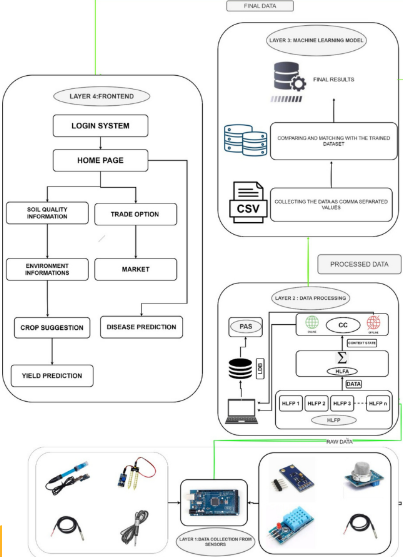 FINAL DATA
LAYER 3: MACHINE LEARNING MODEL
FINAL RESULTS
COMPARING AND MATCHING WITH THE TRAINED
DATASET
CSV
COLLECTING THE DATA AS COMMA SEPARATED
VALUES
LAYER 4:FRONTEND
LOGIN SYSTEM
HOME PAGE
SOIL QUALITY
INFORMATION
TRADE OPTION
ENVIRONMENT
INFORMATIONS
MARKET
CROP SUGGESTION
DISEASE PREDICTION
YIELD PREDICTION
PROCESSED DATA
LAYER 2 : DATA PROCESSING
PAS
CC
LDB
Σ
HLFA
DATA
HLFP 1
HLFP 2
HLFP 3
HLFP n
HLFP
RAW DATA
LAYER 1:DATA COLLECTION FROM
SENSORS